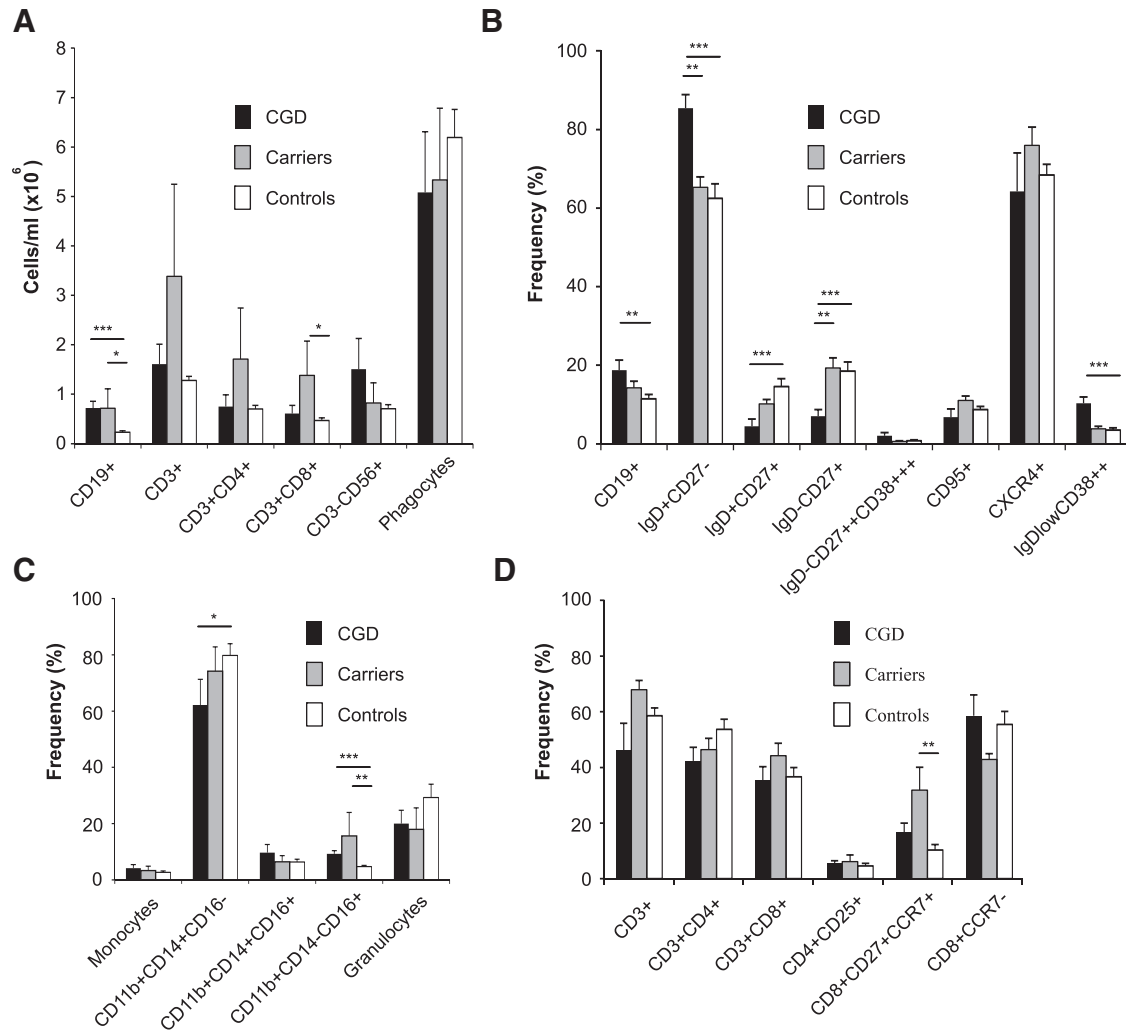 A
Cells/ml (x10⁶)
8
7
6
5
4
3
2
1
0
CGD
Carriers
Controls
***
*
*
CD19+
CD3+
CD3+CD4+
CD3+CD8+
CD3-CD56+
Phagocytes
B
Frequency (%)
100
80
60
40
20
0
CGD
Carriers
Controls
**
***
**
***
***
**
***
CD19+
IgD+CD27-
IgD+CD27+
IgD-CD27+
IgD-CD27++CD38+++
CD95+
CXCR4+
IgDlowCD38++
C
Frequency (%)
100
80
60
40
20
0
CGD
Carriers
Controls
*
***
**
Monocytes
CD11b+CD14+CD16-
CD11b+CD14+CD16+
CD11b+CD14-CD16+
Granulocytes
D
Frequency (%)
100
80
60
40
20
0
CGD
Carriers
Controls
**
CD3+
CD3+CD4+
CD3+CD8+
CD4+CD25+
CD8+CD27+CCR7+
CD8+CCR7-